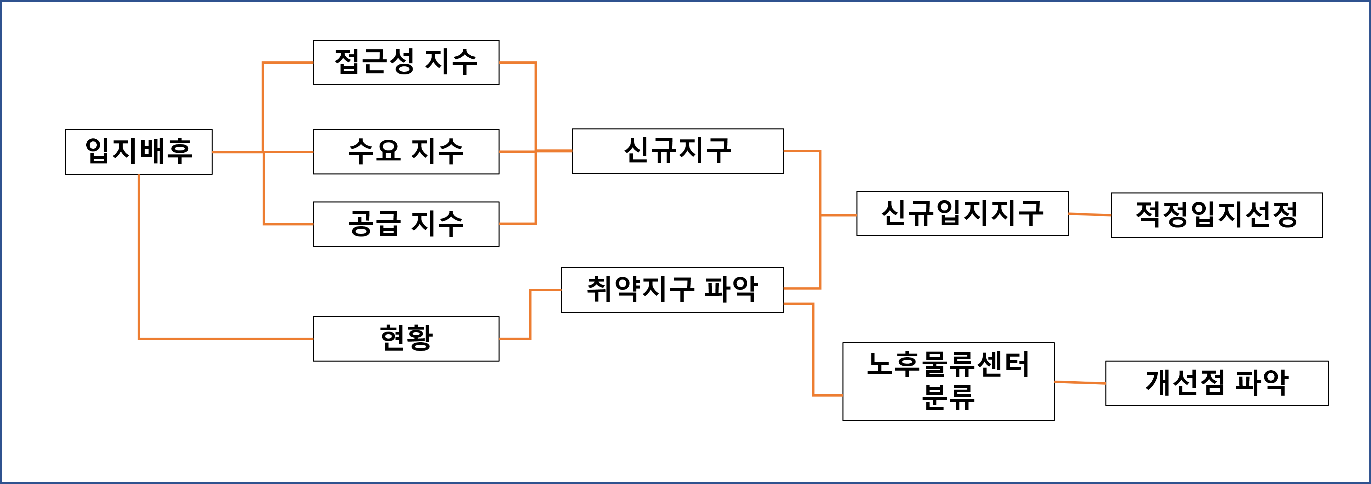 접근성 지수
입지배후
수요 지수
신규지구
공급 지수
신규입지지구
적정입지선정
취약지구 파악
현황
노후물류센터
분류
개선점 파악